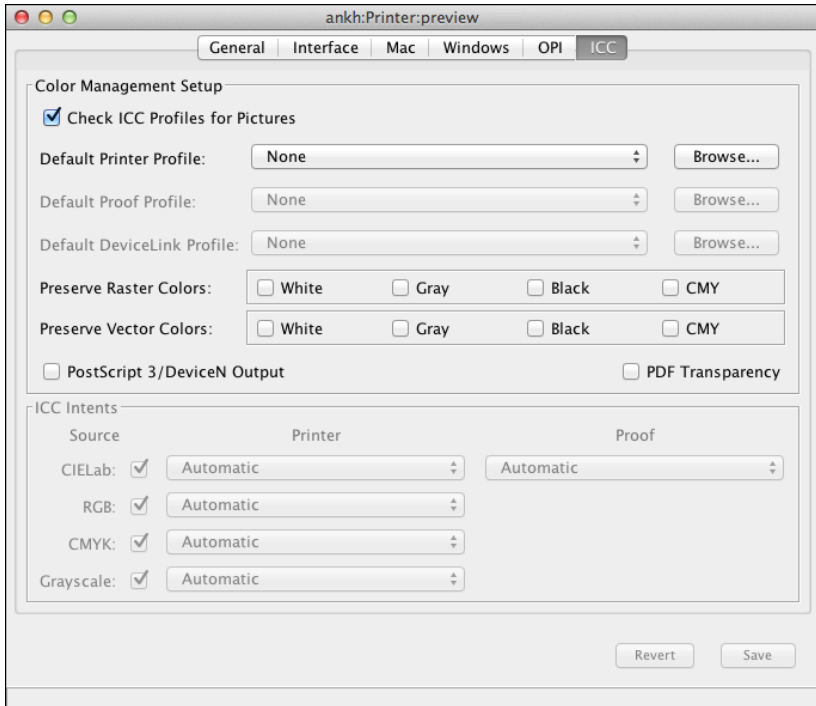 ankh:Printer:preview
General Interface Mac Windows OPI ICC
Color Management Setup
Check ICC Profiles for Pictures
Default Printer Profile: None Browse...
Default Proof Profile: None Browse...
Default DeviceLink Profile: None Browse...
Preserve Raster Colors: White Gray Black CMY
Preserve Vector Colors: White Gray Black CMY
PostScript 3/DeviceN Output PDF Transparency
ICC Intents
Source Printer Proof
CIELab: Automatic Automatic
RGB: Automatic
CMYK: Automatic
Grayscale: Automatic
Revert Save